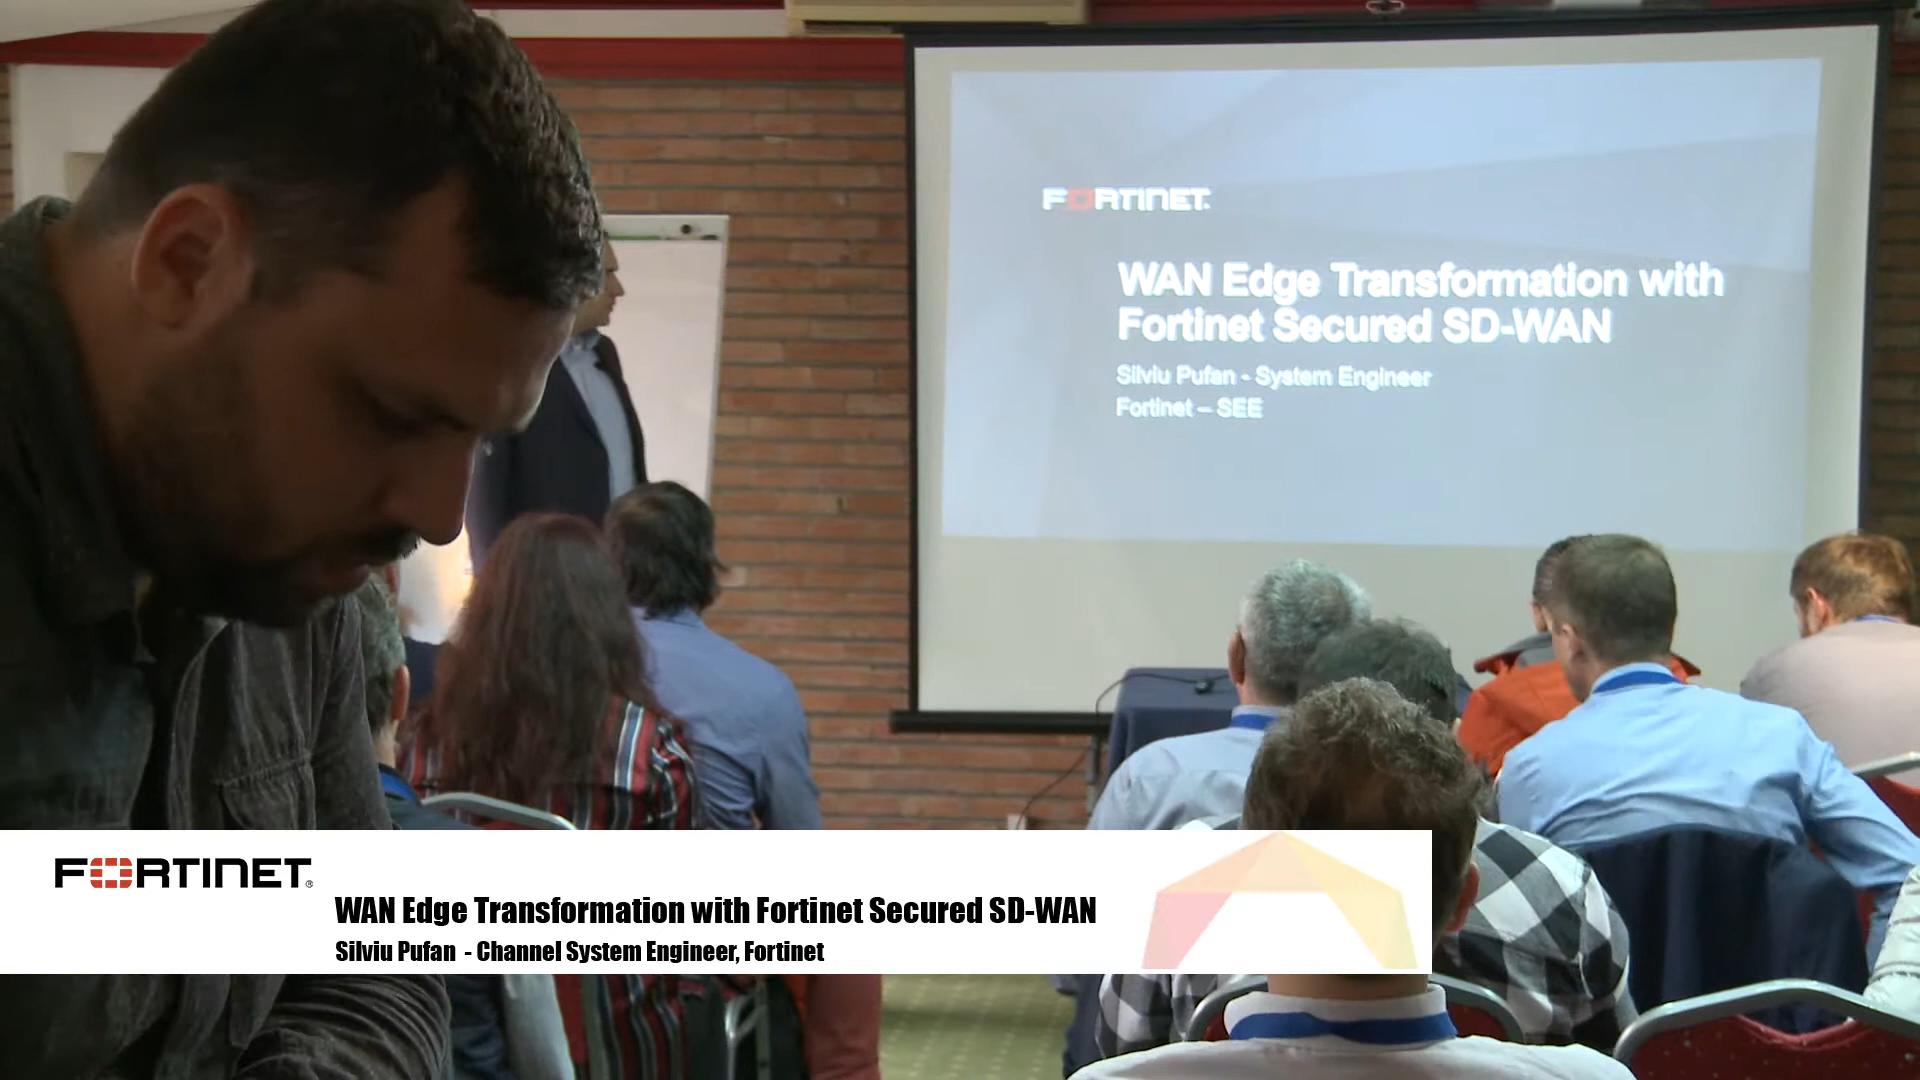 FORTINET
WAN Edge Transformation with
Fortinet Secured SD-WAN
Silviu Pufan - System Engineer
Fortinet – SEE
FORTINET®
WAN Edge Transformation with Fortinet Secured SD-WAN
Silviu Pufan - Channel System Engineer, Fortinet